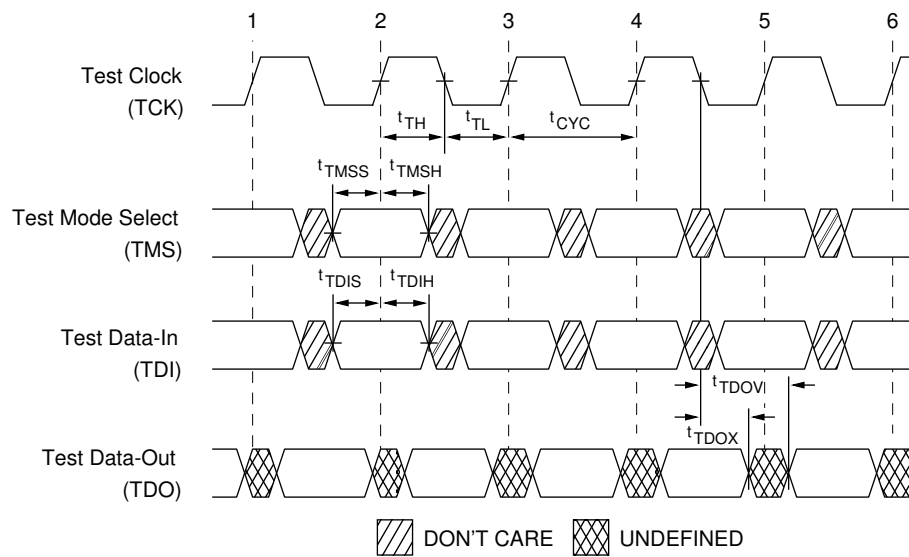 1 2 3 4 5 6
Test Clock
(TCK)
tTH tTL tCYC
tTMSS tTMSH
Test Mode Select
(TMS)
tTDIS tTDIH
Test Data-In
(TDI)
tTDOV
tTDOX
Test Data-Out
(TDO)
DON'T CARE UNDEFINED